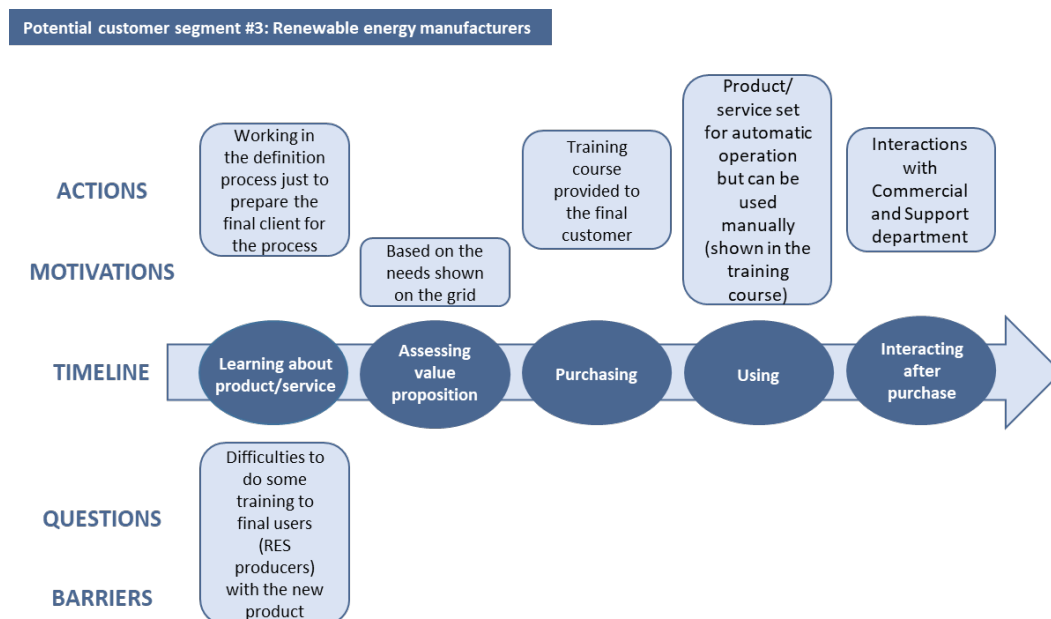 Potential customer segment #3: Renewable energy manufacturers
ACTIONS
MOTIVATIONS
Working in
the definition
process just to
prepare the
final client for
the process
Based on the
needs shown
on the grid
Training
course
provided to
the final
customer
Product/
service set
for automatic
operation
but can be
used
manually
(shown in the
training
course)
Interactions
with
Commercial
and Support
department
TIMELINE
Learning about
product/service
Assessing
value
proposition
Purchasing
Using
Interacting
after
purchase
QUESTIONS
BARRIERS
Difficulties to
do some
training to
final users
(RES
producers)
with the new
product